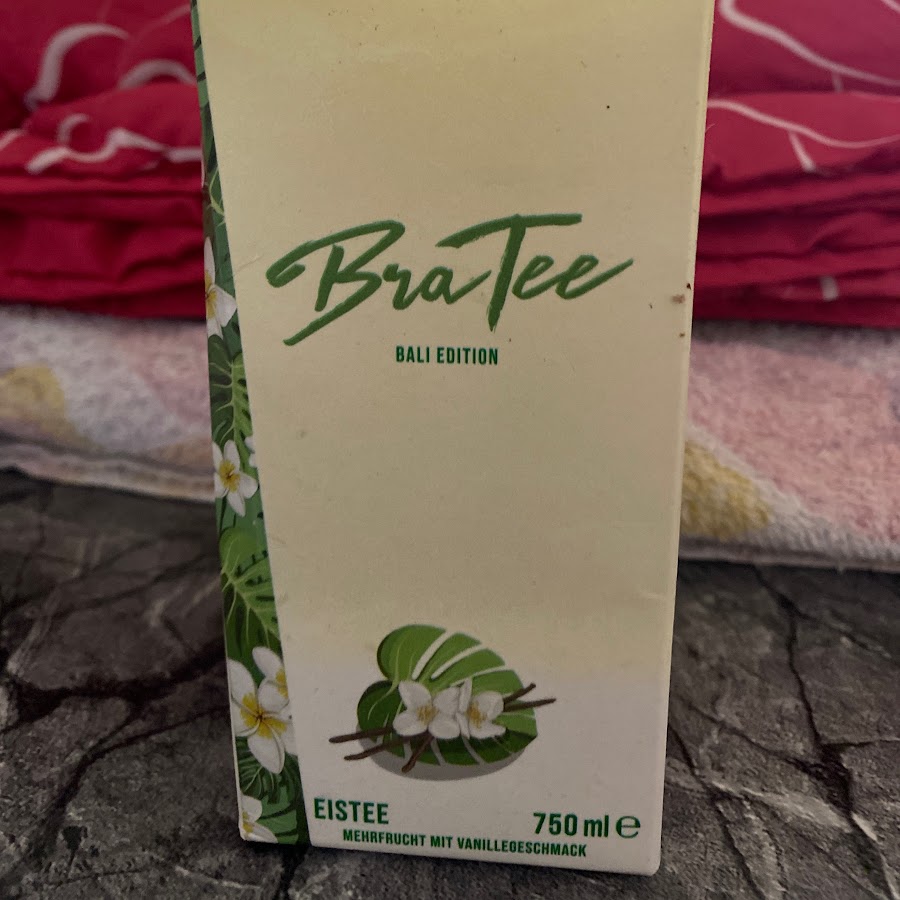 BraTee
BALI EDITION
EISTEE
750 ml ℮
MEHRFRUCHT MIT VANILLEGESCHMACK